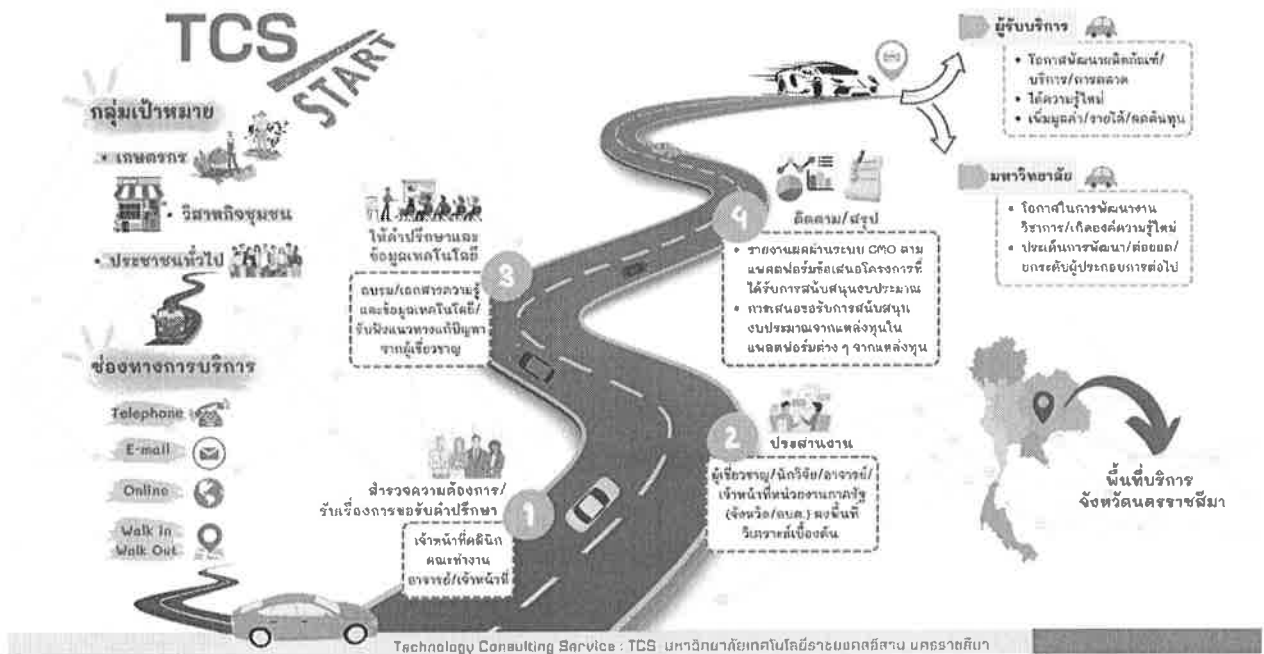 TCS
START
กลุ่มเป้าหมาย
• เกษตรกร
• วิสาหกิจชุมชน
• ประชาชนทั่วไป
ช่องทางการบริการ
Telephone
E-mail
Online
Walk in
Walk Out
1
สำรวจความต้องการ/
รับเรื่องการขอรับคำปรึกษา
เจ้าหน้าที่คลินิก
คณะทำงาน
อาจารย์/เจ้าหน้าที่
2
ประสานงาน
ผู้เชี่ยวชาญ/นักวิจัย/อาจารย์/
เจ้าหน้าที่หน่วยงานภาครัฐ
(จังหวัด/อบต.) ลงพื้นที่
วิเคราะห์เบื้องต้น
3
ให้คำปรึกษาและ
ข้อมูลเทคโนโลยี
อบรม/เอกสารความรู้
และข้อมูลเทคโนโลยี/
รับฟังแนวทางแก้ปัญหา
จากผู้เชี่ยวชาญ
4
ติดตาม/สรุป
• รายงานผลผ่านระบบ CMO ตาม
แพลตฟอร์มข้อเสนอโครงการที่
ได้รับการสนับสนุนงบประมาณ
• การเสนอขอรับการสนับสนุน
งบประมาณจากแหล่งทุนใน
แพลตฟอร์มต่าง ๆ จากแหล่งทุน
ผู้รับบริการ
• โอกาสพัฒนาผลิตภัณฑ์/
บริการ/การตลาด
• ได้ความรู้ใหม่
• เพิ่มมูลค่า/รายได้/ลดต้นทุน
มหาวิทยาลัย
• โอกาสในการพัฒนางาน
วิชาการ/เกิดองค์ความรู้ใหม่
• ประเด็นการพัฒนา/ต่อยอด/
ยกระดับผู้ประกอบการต่อไป
พื้นที่บริการ
จังหวัดนครราชสีมา
Technology Consulting Service : TCS มหาวิทยาลัยเทคโนโลยีราชมงคลอีสาน นครราชสีมา